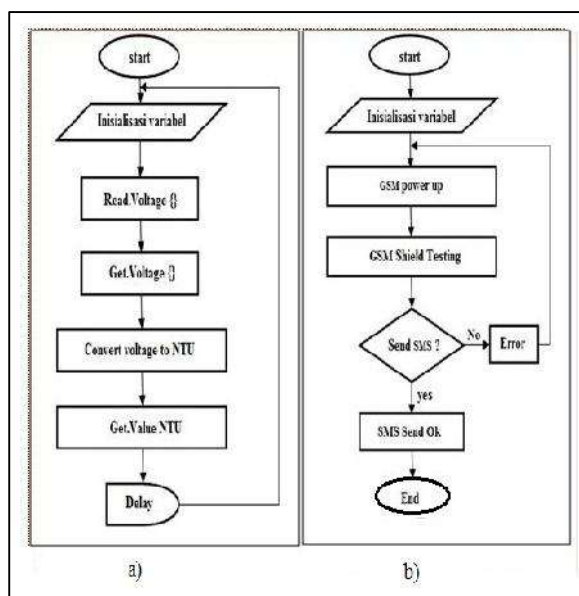 start
Inisialisasi variabel
Read.Voltage {}
Get.Voltage {}
Convert voltage to NTU
Get.Value NTU
Delay
a)
start
Inisialisasi variabel
GSM power up
GSM Shield Testing
Send SMS ?
No
Error
yes
SMS Send Ok
End
b)